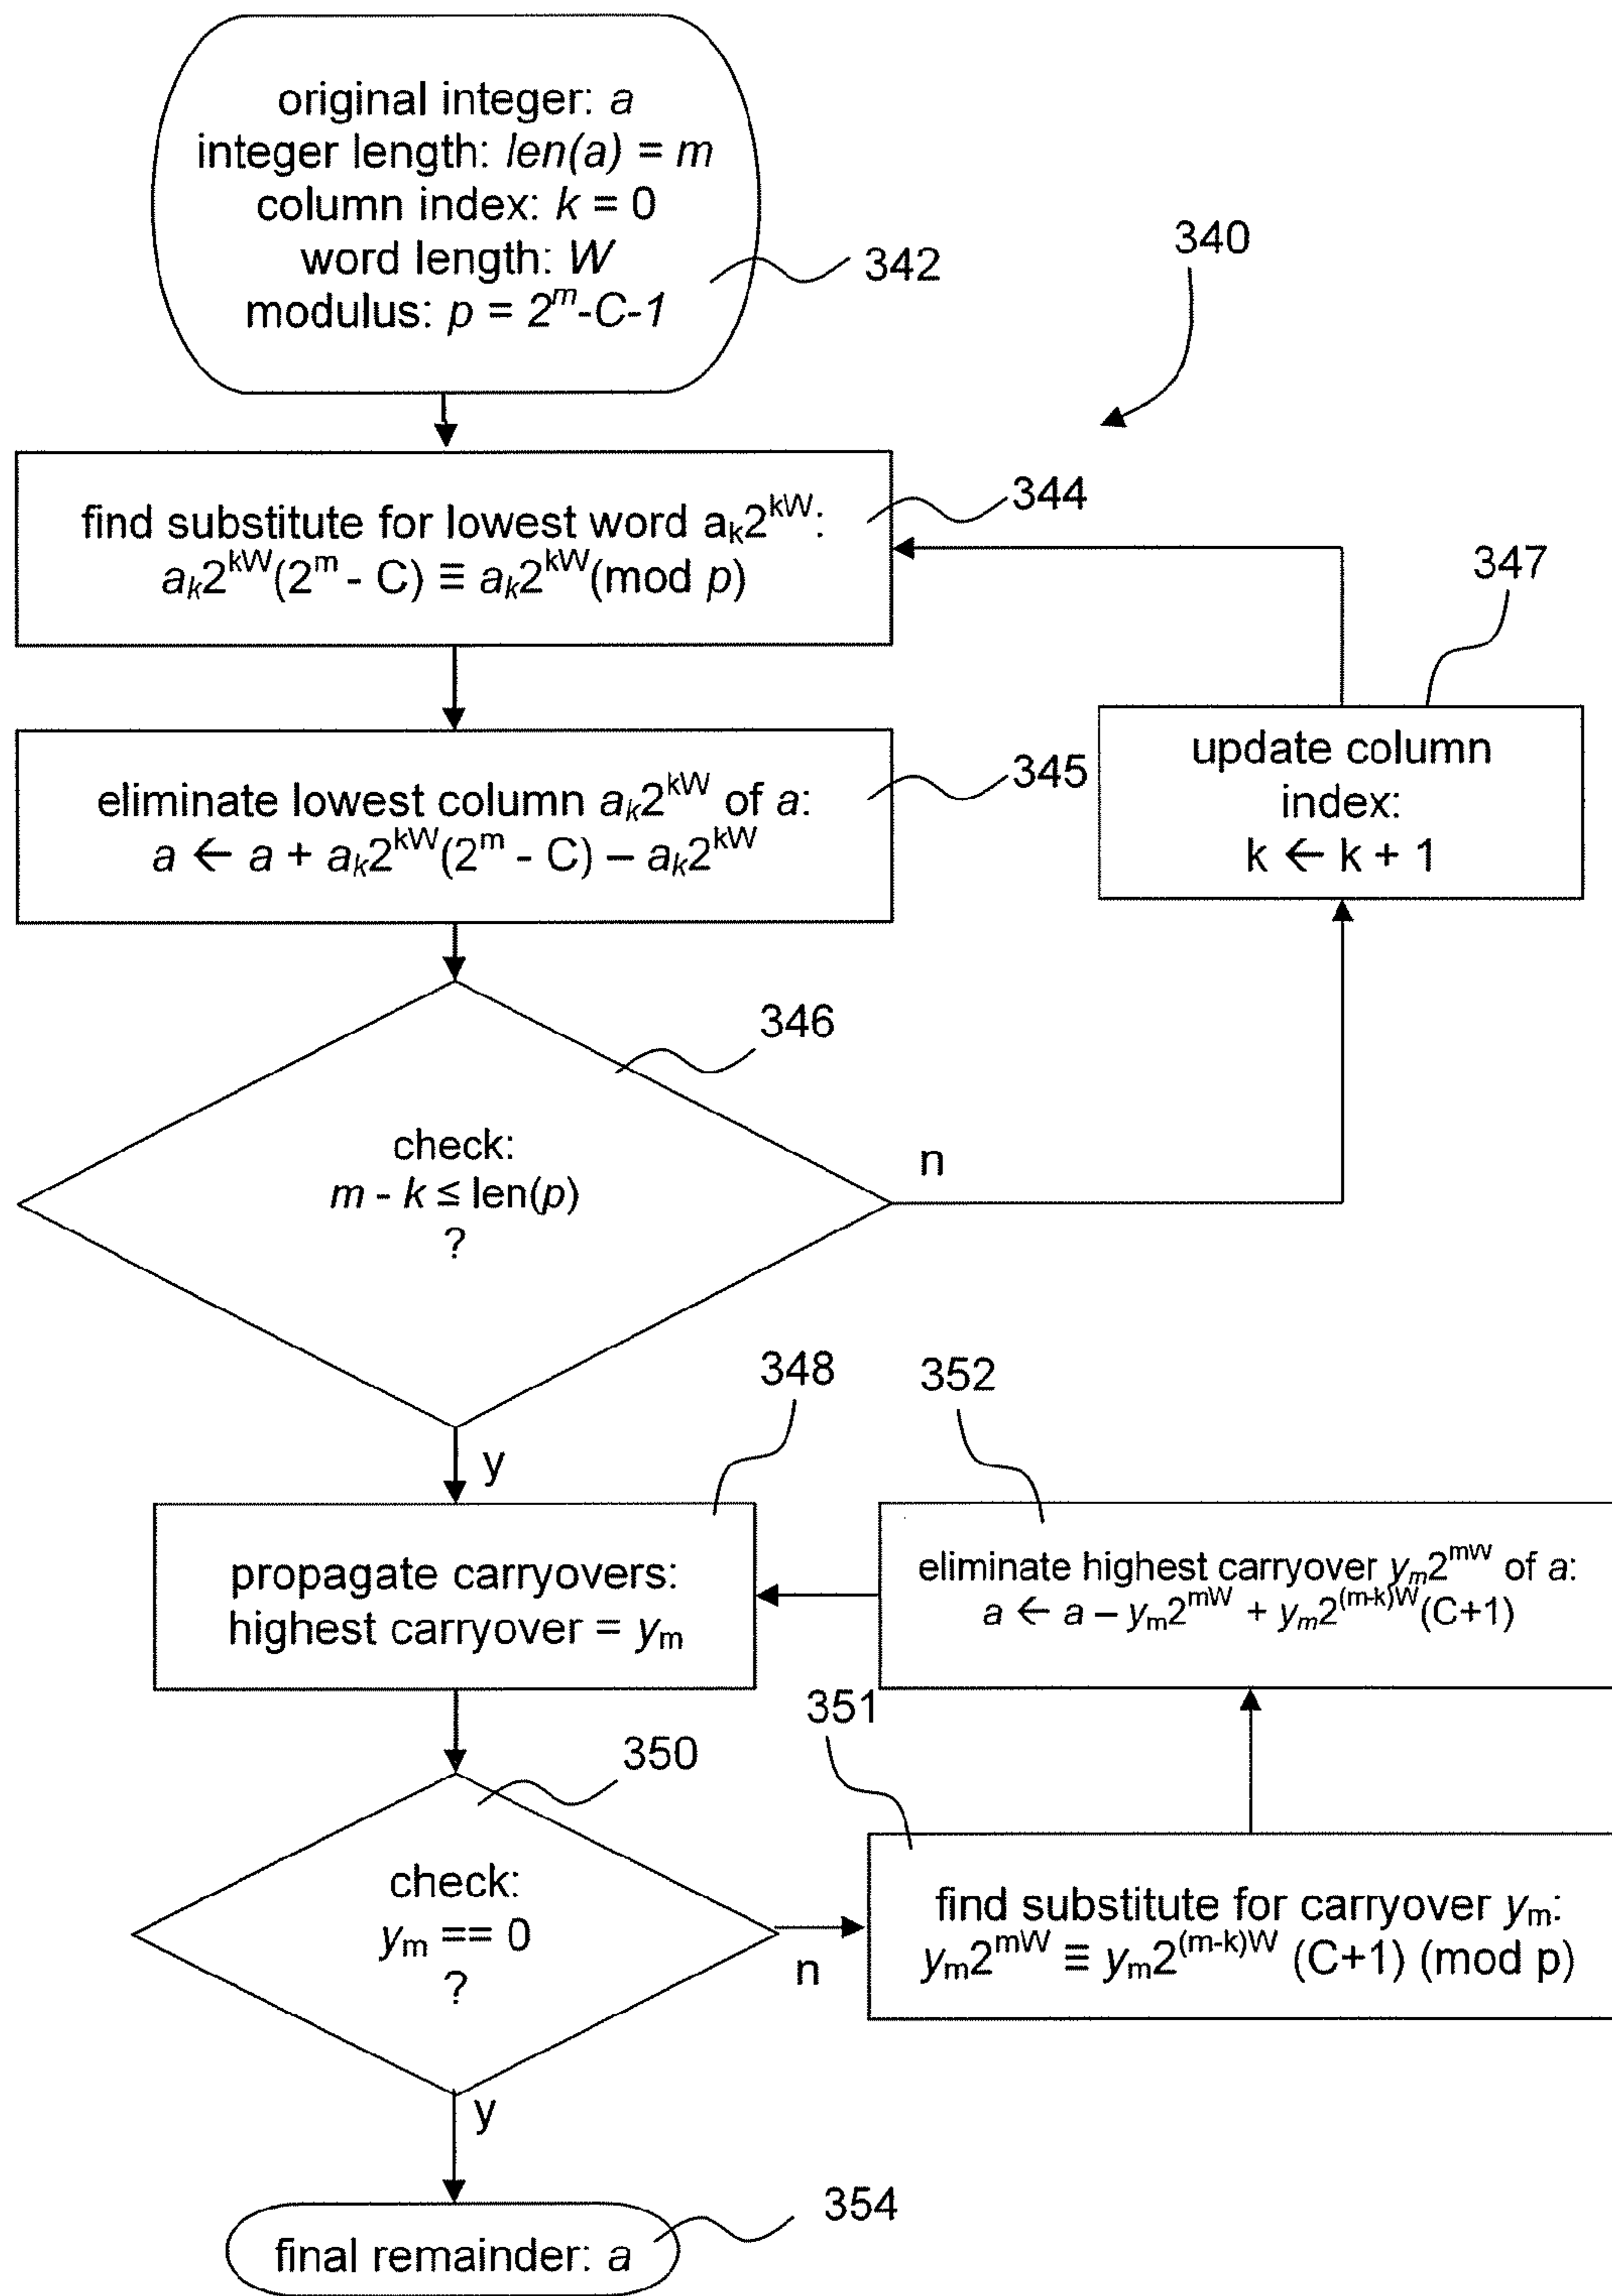 original integer: a
integer length: len(a) = m
column index: k = 0
word length: W
modulus: p = 2^m-C-1
342
340
find substitute for lowest word a_k2^kW:
a_k2^kW(2^m - C) ≡ a_k2^kW(mod p)
344
347
eliminate lowest column a_k2^kW of a:
a ← a + a_k2^kW(2^m - C) – a_k2^kW
345
update column
index:
k ← k + 1
346
check:
m - k ≤ len(p)
?
n
y
348
352
propagate carryovers:
highest carryover = y_m
eliminate highest carryover y_m2^mW of a:
a ← a – y_m2^mW + y_m2^(m-k)W(C+1)
351
350
check:
y_m == 0
?
n
find substitute for carryover y_m:
y_m2^mW ≡ y_m2^(m-k)W (C+1) (mod p)
y
354
final remainder: a